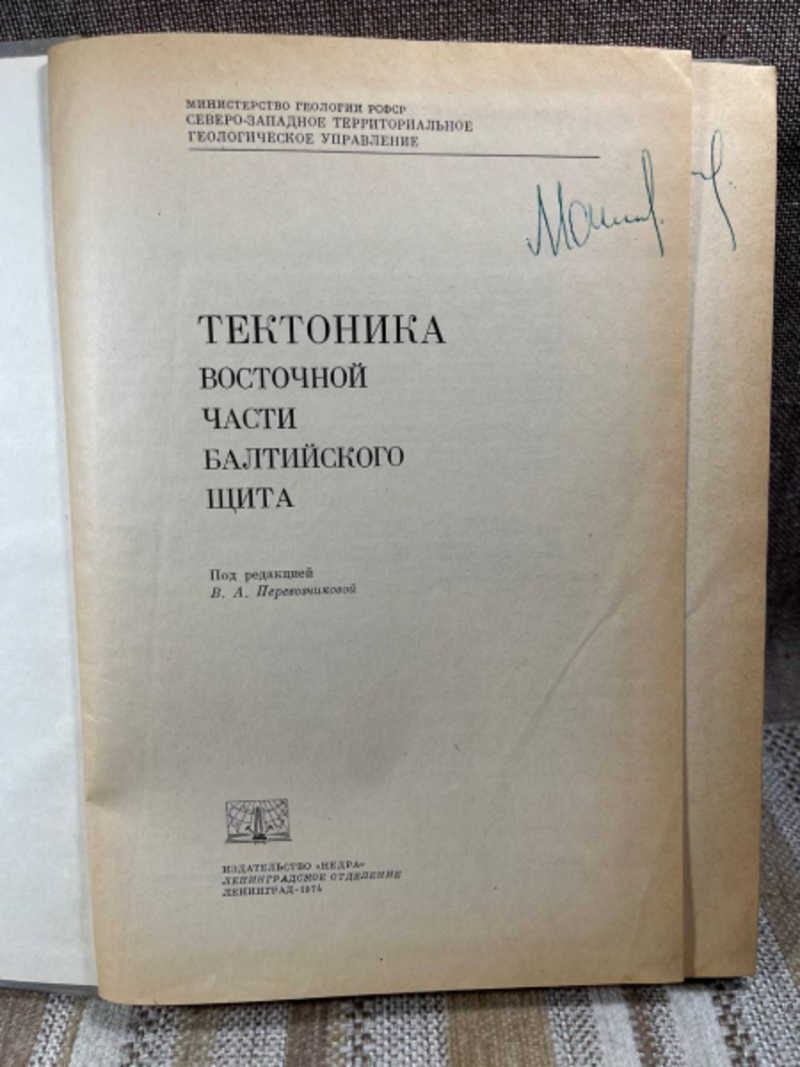 МИНИСТЕРСТВО ГЕОЛОГИИ РСФСР
СЕВЕРО-ЗАПАДНОЕ ТЕРРИТОРИАЛЬНОЕ
ГЕОЛОГИЧЕСКОЕ УПРАВЛЕНИЕ
ТЕКТОНИКА
ВОСТОЧНОЙ
ЧАСТИ
БАЛТИЙСКОГО
ЩИТА
Под редакцией
В. А. Перевозчиковой
ИЗДАТЕЛЬСТВО «НЕДРА»
ЛЕНИНГРАДСКОЕ ОТДЕЛЕНИЕ
ЛЕНИНГРАД·1974